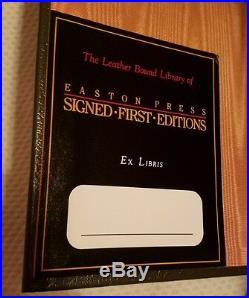 The Leather Bound Library of
EASTON PRESS
SIGNED·FIRST·EDITIONS
EX LIBRIS